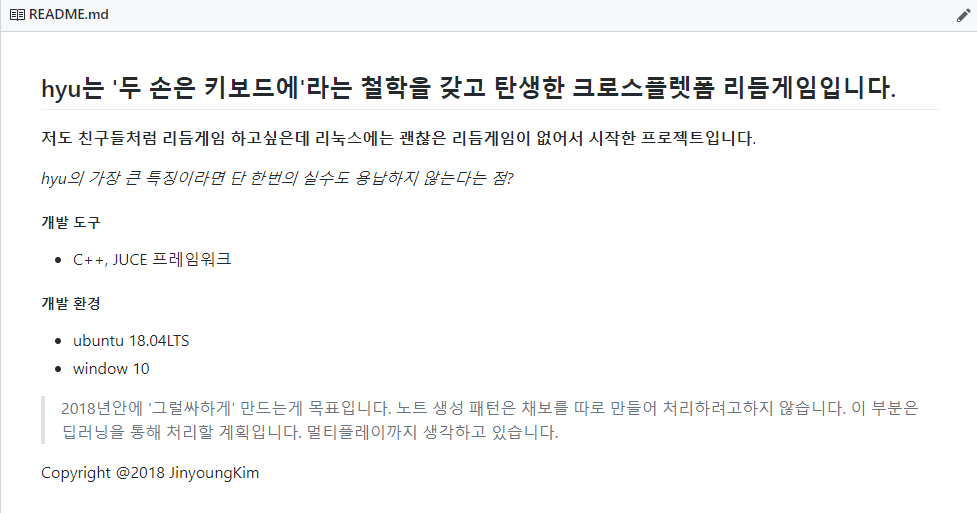 README.md
hyu는 '두 손은 키보드에'라는 철학을 갖고 탄생한 크로스플렛폼 리듬게임입니다.
저도 친구들처럼 리듬게임 하고싶은데 리눅스에는 괜찮은 리듬게임이 없어서 시작한 프로젝트입니다.
hyu의 가장 큰 특징이라면 단 한번의 실수도 용납하지 않는다는 점?
개발 도구
• C++, JUCE 프레임워크
개발 환경
• ubuntu 18.04LTS
• window 10
2018년안에 '그럴싸하게' 만드는게 목표입니다. 노트 생성 패턴은 채보를 따로 만들어 처리하려고하지 않습니다. 이 부분은
딥러닝을 통해 처리할 계획입니다. 멀티플레이까지 생각하고 있습니다.
Copyright @2018 JinyoungKim